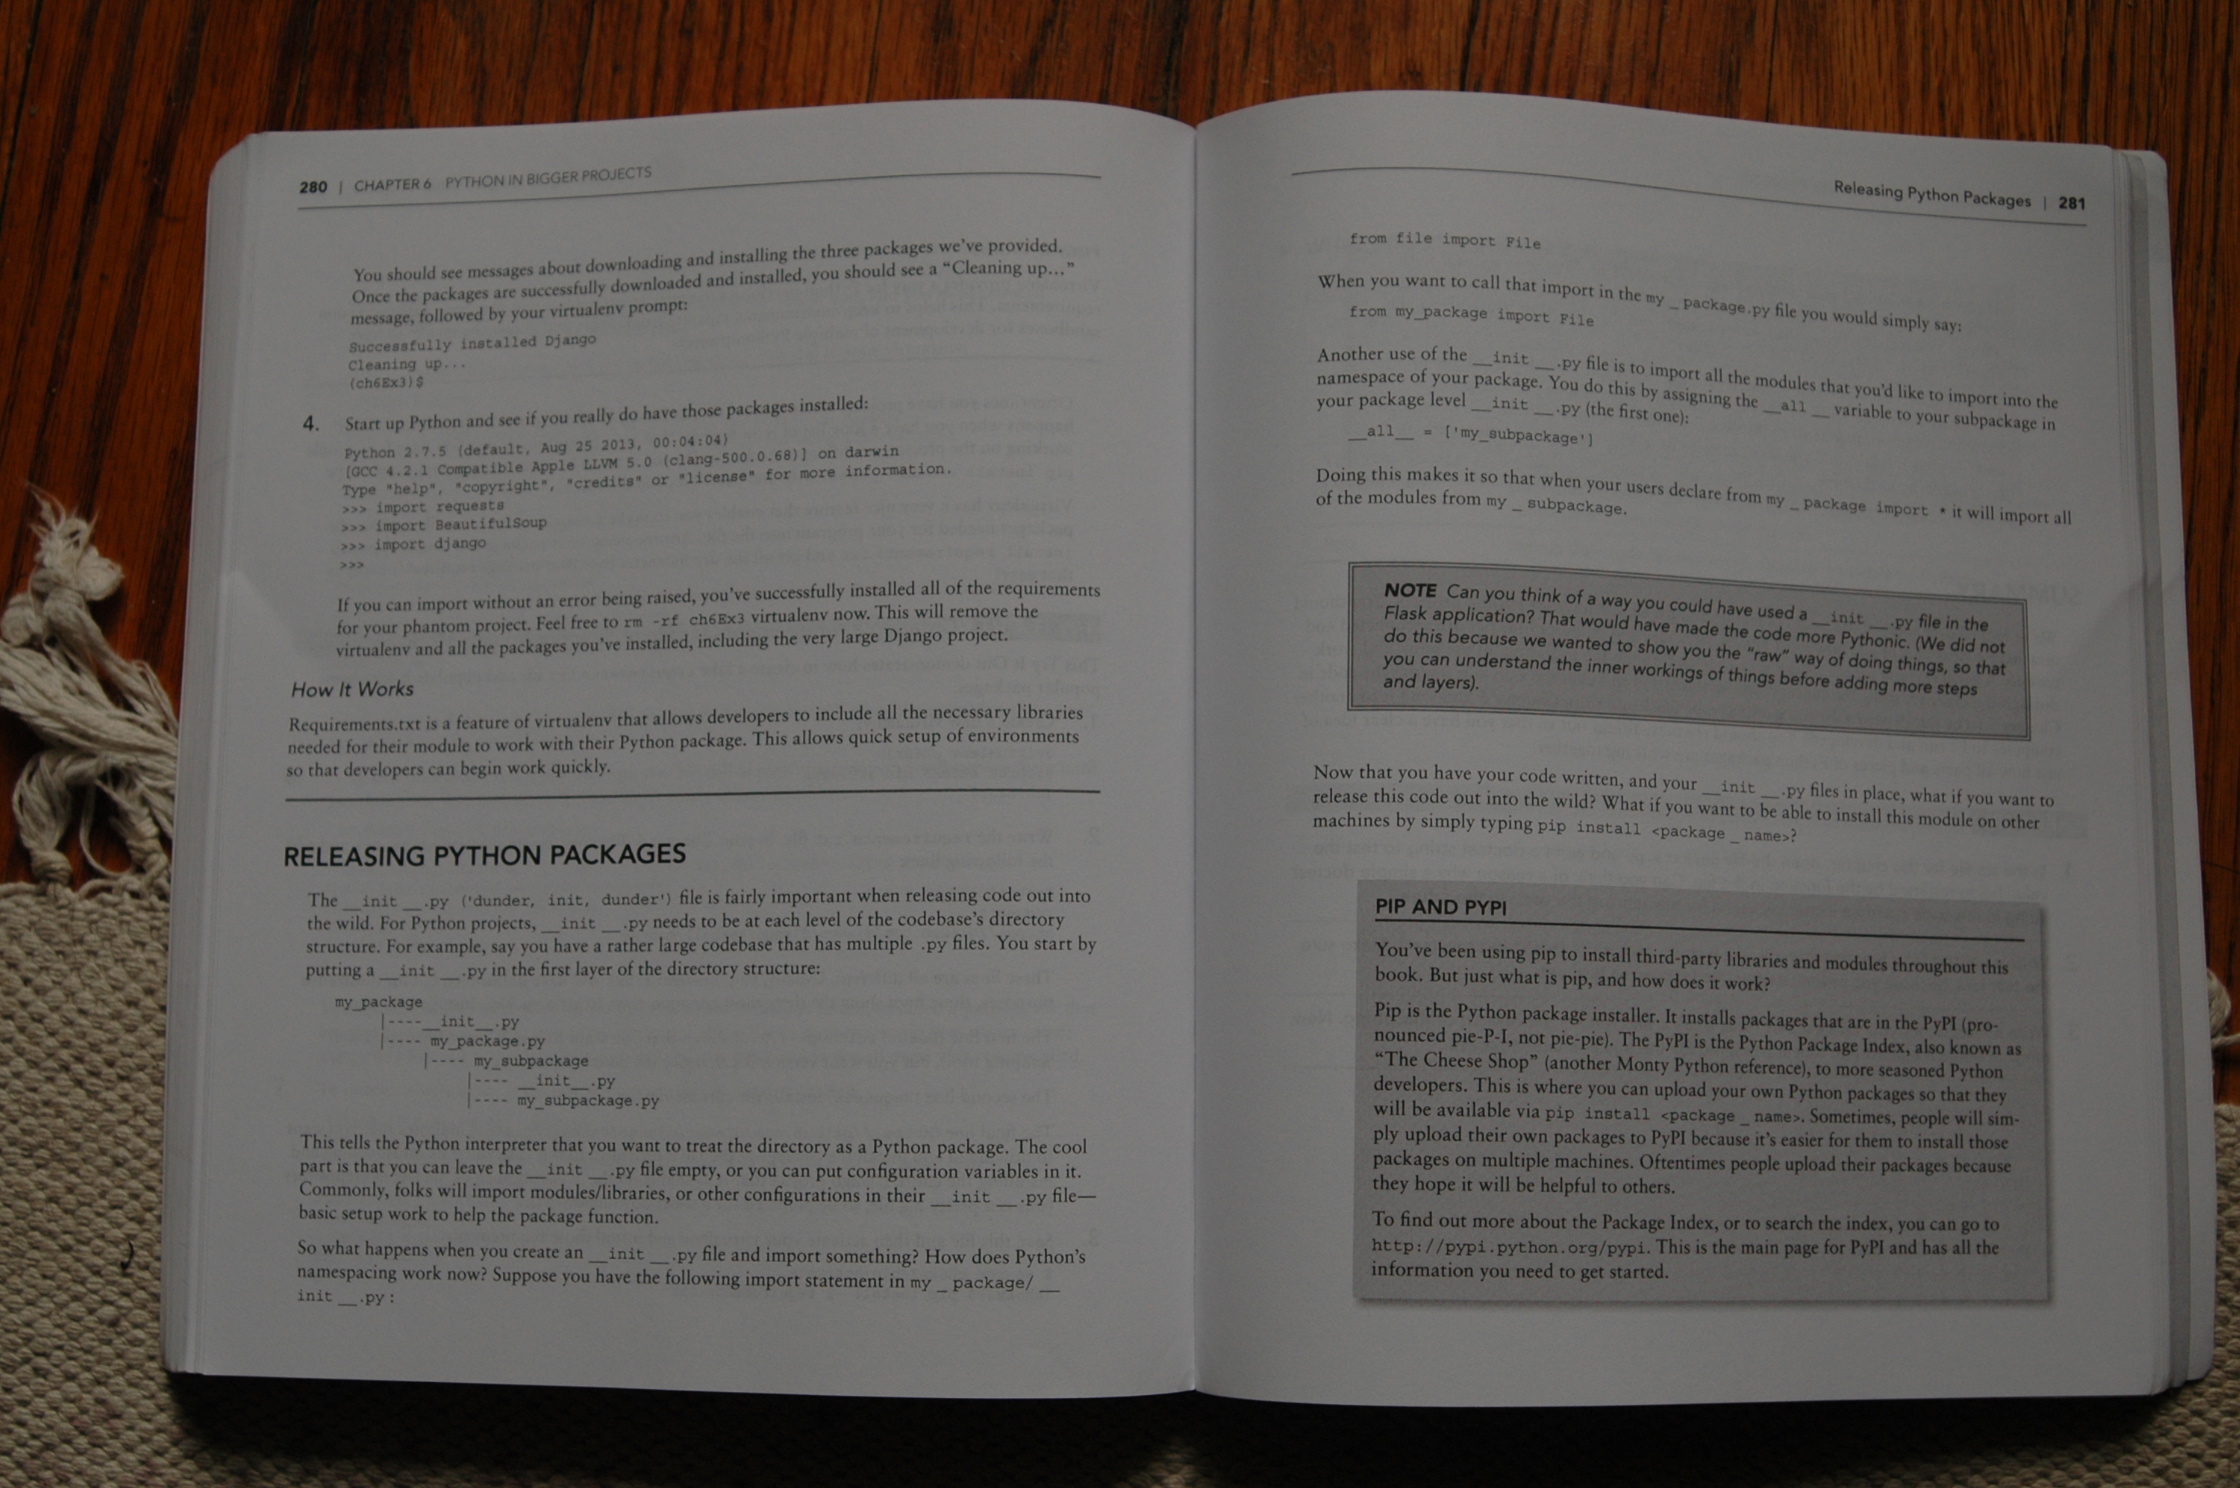 280 | CHAPTER 6 PYTHON IN BIGGER PROJECTS
You should see messages about downloading and installing the three packages we've provided.
Once the packages are successfully downloaded and installed, you should see a “Cleaning up…”
message, followed by your virtualenv prompt:
Successfully installed Django
Cleaning up...
(ch6Ex3)$
4. Start up Python and see if you really do have those packages installed:
Python 2.7.5 (default, Aug 25 2013, 00:04:04)
[GCC 4.2.1 Compatible Apple LLVM 5.0 (clang-500.0.68)] on darwin
Type "help", "copyright", "credits" or "license" for more information.
>>> import requests
>>> import BeautifulSoup
>>> import django
>>>
If you can import without an error being raised, you've successfully installed all of the requirements
for your phantom project. Feel free to rm -rf ch6Ex3 virtualenv now. This will remove the
virtualenv and all the packages you've installed, including the very large Django project.
How It Works
Requirements.txt is a feature of virtualenv that allows developers to include all the necessary libraries
needed for their module to work with their Python package. This allows quick setup of environments
so that developers can begin work quickly.
RELEASING PYTHON PACKAGES
The __init__.py ('dunder, init, dunder') file is fairly important when releasing code out into
the wild. For Python projects, __init__.py needs to be at each level of the codebase's directory
structure. For example, say you have a rather large codebase that has multiple .py files. You start by
putting a __init__.py in the first layer of the directory structure:
my_package
|---- __init__.py
|---- my_package.py
|---- my_subpackage
|---- __init__.py
|---- my_subpackage.py
This tells the Python interpreter that you want to treat the directory as a Python package. The cool
part is that you can leave the __init__.py file empty, or you can put configuration variables in it.
Commonly, folks will import modules/libraries, or other configurations in their __init__.py file—
basic setup work to help the package function.
So what happens when you create an __init__.py file and import something? How does Python's
namespacing work now? Suppose you have the following import statement in my_package/__
init__.py:
Releasing Python Packages | 281
from file import File
When you want to call that import in the my_package.py file you would simply say:
from my_package import File
Another use of the __init__.py file is to import all the modules that you'd like to import into the
namespace of your package. You do this by assigning the __all__ variable to your subpackage in
your package level __init__.py (the first one):
__all__ = ['my_subpackage']
Doing this makes it so that when your users declare from my_package import * it will import all
of the modules from my_subpackage.
NOTE Can you think of a way you could have used a __init__.py file in the
Flask application? That would have made the code more Pythonic. (We did not
do this because we wanted to show you the “raw” way of doing things, so that
you can understand the inner workings of things before adding more steps
and layers).
Now that you have your code written, and your __init__.py files in place, what if you want to
release this code out into the wild? What if you want to be able to install this module on other
machines by simply typing pip install <package_name>?
PIP AND PYPI
You've been using pip to install third-party libraries and modules throughout this
book. But just what is pip, and how does it work?
Pip is the Python package installer. It installs packages that are in the PyPI (pro-
nounced pie-P-I, not pie-pie). The PyPI is the Python Package Index, also known as
“The Cheese Shop” (another Monty Python reference), to more seasoned Python
developers. This is where you can upload your own Python packages so that they
will be available via pip install <package_name>. Sometimes, people will sim-
ply upload their own packages to PyPI because it's easier for them to install those
packages on multiple machines. Oftentimes people upload their packages because
they hope it will be helpful to others.
To find out more about the Package Index, or to search the index, you can go to
http://pypi.python.org/pypi. This is the main page for PyPI and has all the
information you need to get started.